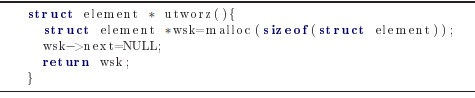 struct element * utworz(){
struct element *wsk=malloc(sizeof(struct element));
wsk->next=NULL;
return wsk;
}